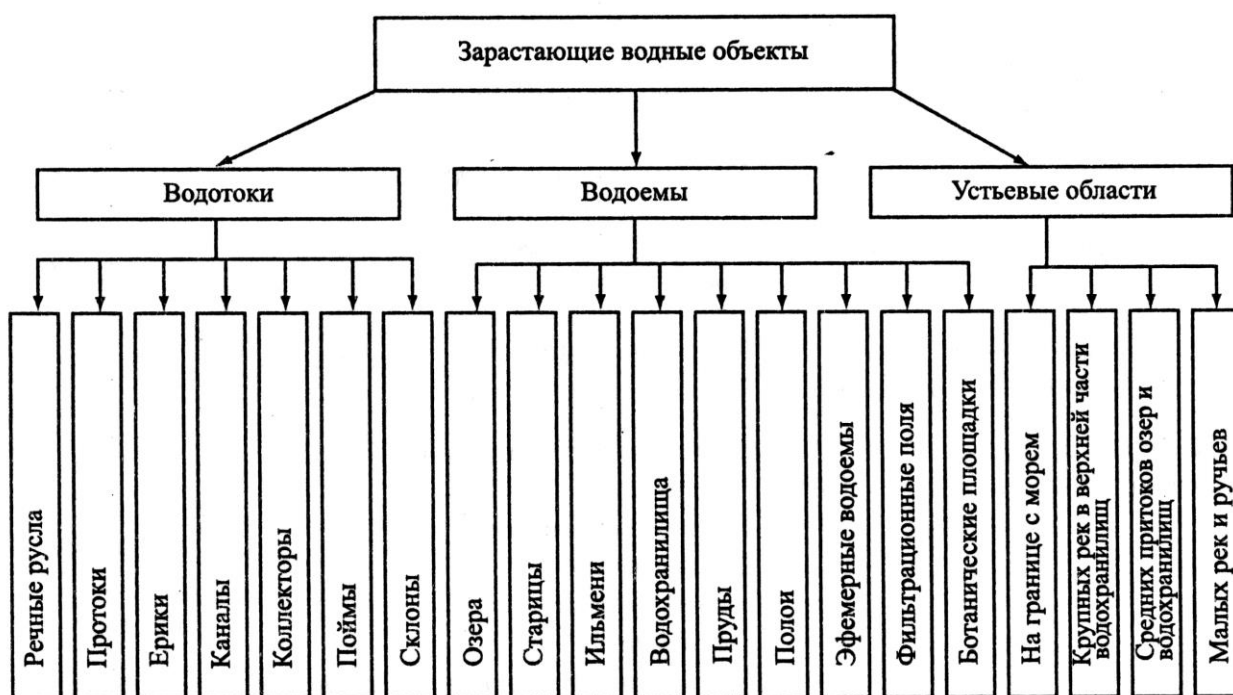 Зарастающие водные объекты
Водотоки
Водоемы
Устьевые области
Речные русла
Протоки
Ерики
Каналы
Коллекторы
Поймы
Склоны
Озера
Старицы
Ильмени
Водохранилища
Пруды
Полои
Эфемерные водоемы
Фильтрационные поля
Ботанические площадки
На границе с морем
Крупных рек в верхней части
водохранилищ
Средних притоков озер и
водохранилищ
Малых рек и ручьев